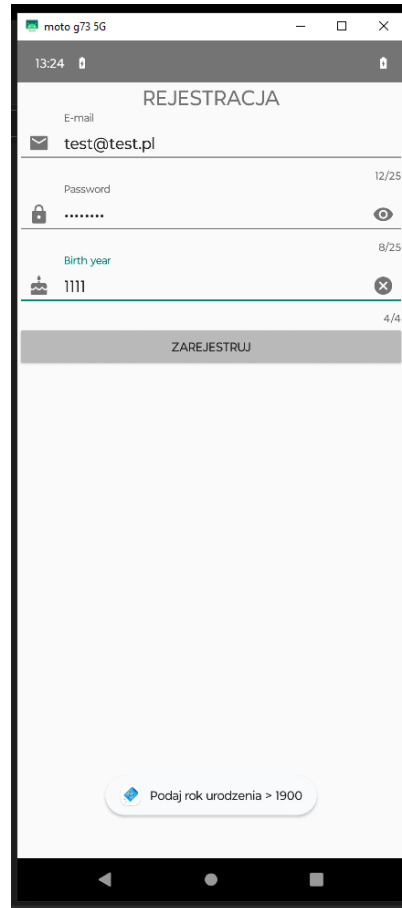 moto g73 5G
13:24
REJESTRACJA
E-mail
test@test.pl
12/25
Password
••••••••
8/25
Birth year
1111
4/4
ZAREJESTRUJ
Podaj rok urodzenia > 1900